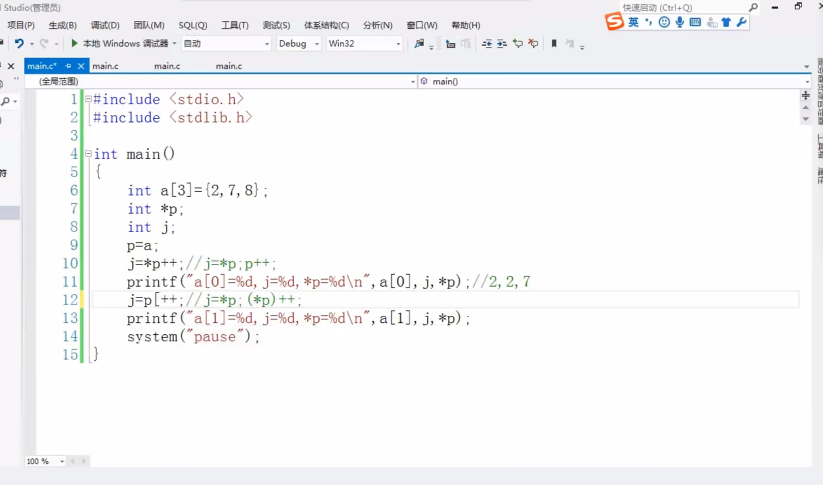 Studio(管理员)
快速启动 (Ctrl+Q)
项目(P) 生成(B) 调试(D) 团队(M) SQL(Q) 工具(T) 测试(S) 体系结构(C) 分析(N) 窗口(W) 帮助(H)
英
本地 Windows 调试器 自动 Debug Win32
main.c* main.c main.c main.c
(全局范围) main()
1 #include <stdio.h>
2 #include <stdlib.h>
3
4 int main()
5 {
6 int a[3]={2,7,8};
7 int *p;
8 int j;
9 p=a;
10 j=*p++;//j=*p;p++;
11 printf("a[0]=%d,j=%d,*p=%d\n",a[0],j,*p);//2,2,7
12 j=p[++;//j=*p;(*p)++;
13 printf("a[1]=%d,j=%d,*p=%d\n",a[1],j,*p);
14 system("pause");
15 }
符
100 %